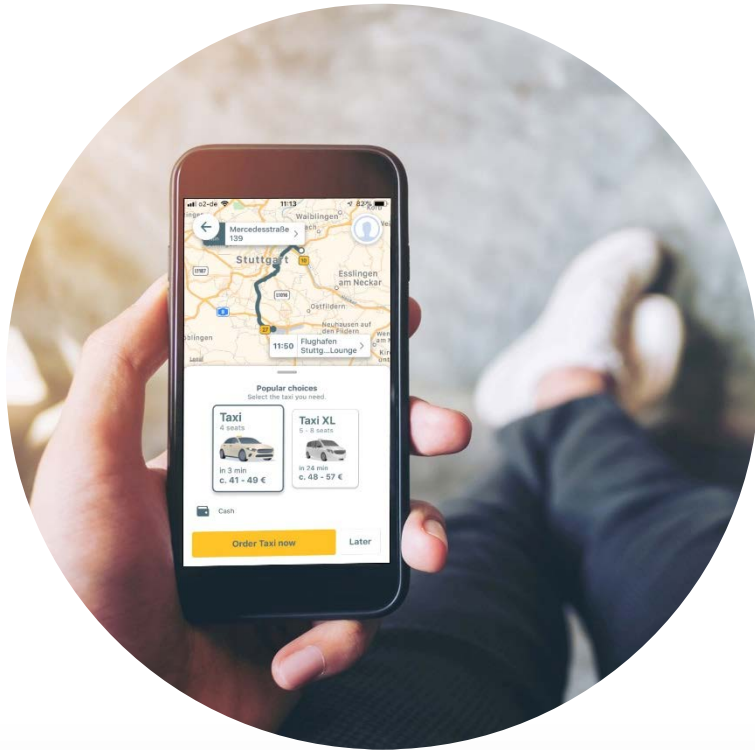 o2-de
11:13
82%
Waiblingen
Mercedesstraße
139
Stuttgart
10
Esslingen
am Neckar
Ostfildern
Neuhausen auf
den Fildern
27
11:50
Flughafen
Stuttg...Lounge
Popular choices
Select the taxi you need.
Taxi
4 seats
in 3 min
c. 41 - 49 €
Taxi XL
5 - 8 seats
in 24 min
c. 48 - 57 €
Cash
Order Taxi now
Later